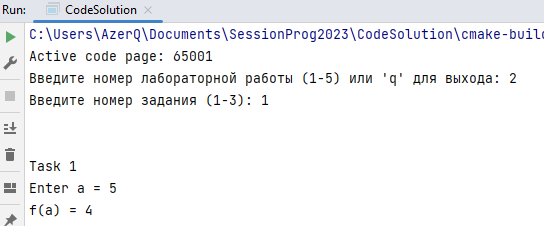 Run: CodeSolution
C:\Users\AzerQ\Documents\SessionProg2023\CodeSolution\cmake-buil
Active code page: 65001
Введите номер лабораторной работы (1-5) или 'q' для выхода: 2
Введите номер задания (1-3): 1
Task 1
Enter a = 5
f(a) = 4